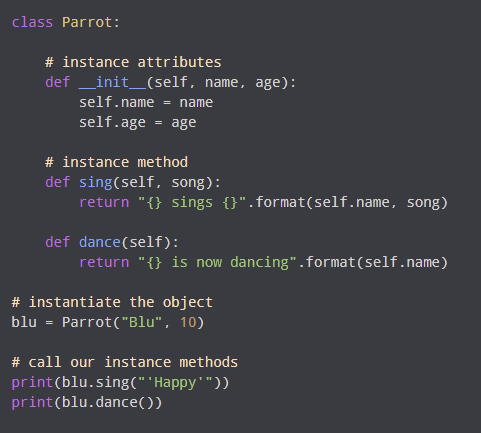 class Parrot:
    # instance attributes
    def __init__(self, name, age):
        self.name = name
        self.age = age
    # instance method
    def sing(self, song):
        return "{} sings {}".format(self.name, song)
    def dance(self):
        return "{} is now dancing".format(self.name)
# instantiate the object
blu = Parrot("Blu", 10)
# call our instance methods
print(blu.sing("'Happy'"))
print(blu.dance())